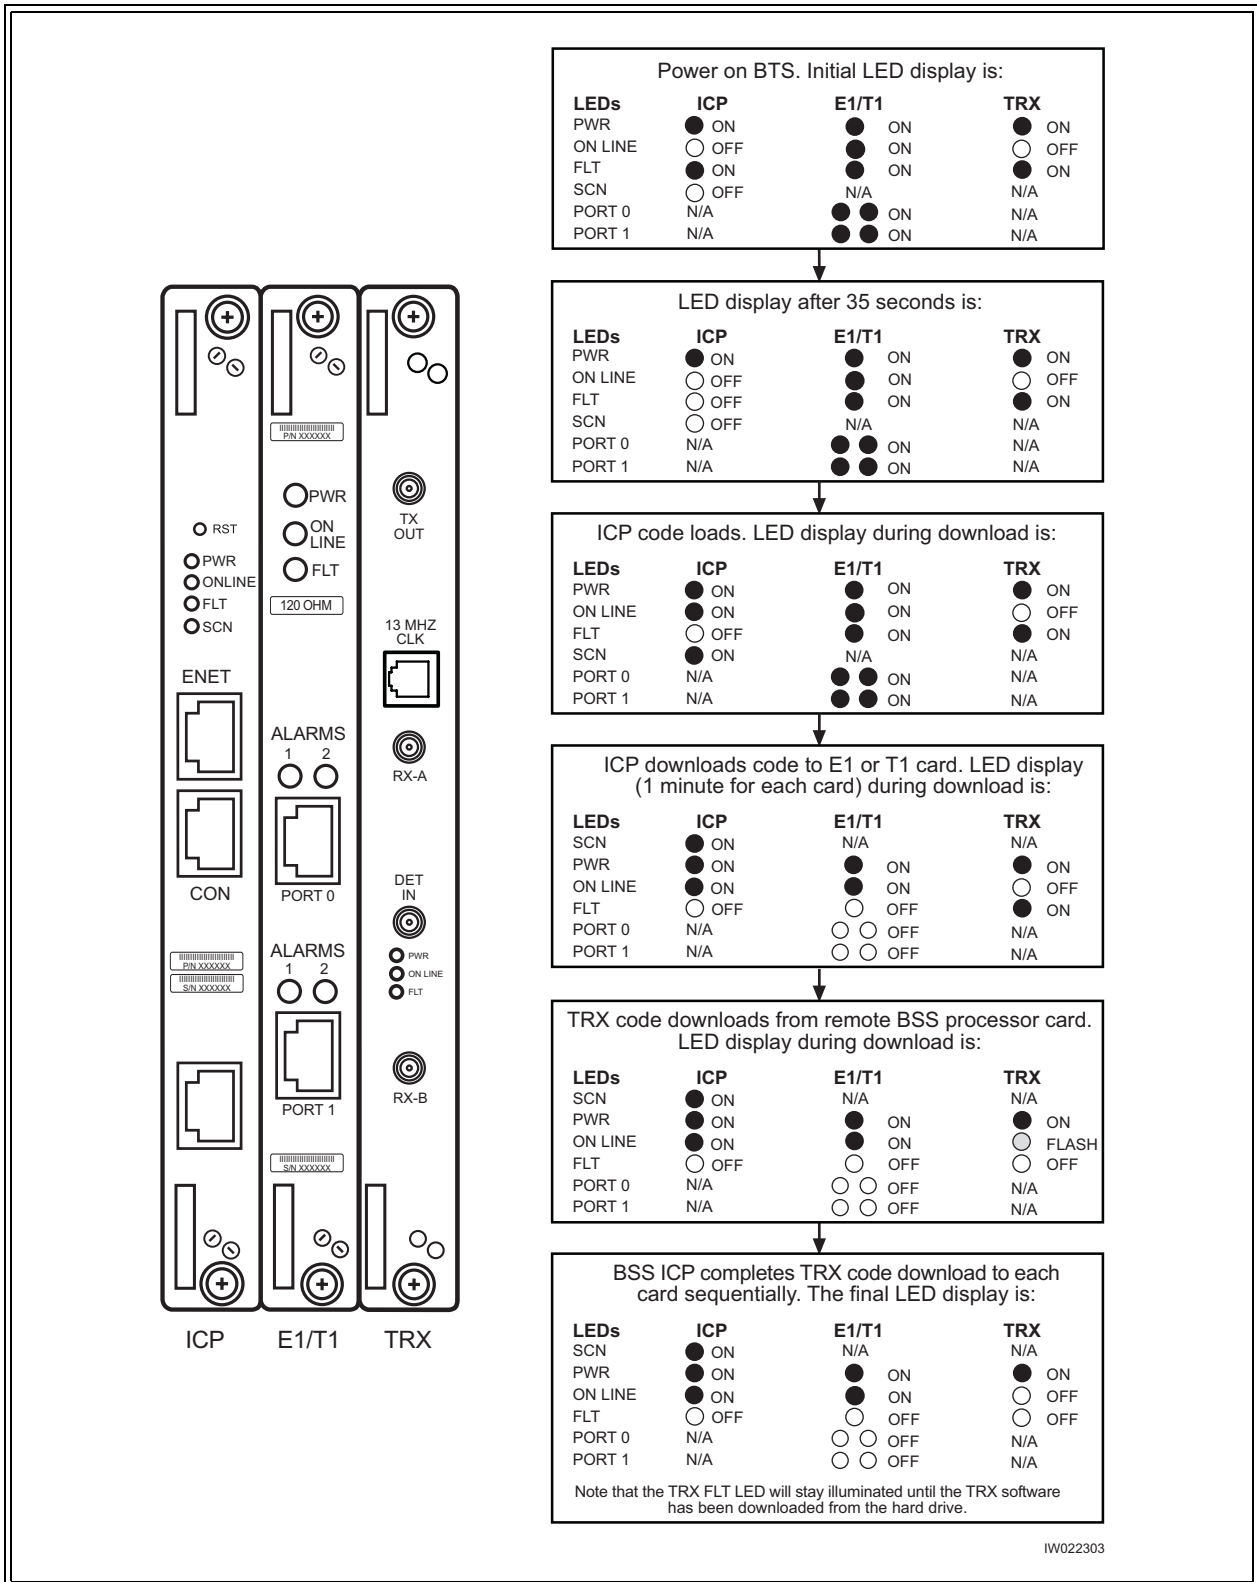 Power on BTS. Initial LED display is:
LEDs ICP E1/T1 TRX
PWR ON ON ON
ON LINE OFF ON OFF
FLT ON ON ON
SCN OFF N/A N/A
PORT 0 N/A ON N/A
PORT 1 N/A ON N/A
LED display after 35 seconds is:
LEDs ICP E1/T1 TRX
PWR ON ON ON
ON LINE OFF ON OFF
FLT OFF ON ON
SCN OFF N/A N/A
PORT 0 N/A ON N/A
PORT 1 N/A ON N/A
ICP code loads. LED display during download is:
LEDs ICP E1/T1 TRX
PWR ON ON ON
ON LINE ON ON OFF
FLT OFF ON ON
SCN ON N/A N/A
PORT 0 N/A ON N/A
PORT 1 N/A ON N/A
ICP downloads code to E1 or T1 card. LED display
(1 minute for each card) during download is:
LEDs ICP E1/T1 TRX
SCN ON N/A N/A
PWR ON ON ON
ON LINE ON ON OFF
FLT OFF OFF ON
PORT 0 N/A OFF N/A
PORT 1 N/A OFF N/A
TRX code downloads from remote BSS processor card.
LED display during download is:
LEDs ICP E1/T1 TRX
SCN ON N/A N/A
PWR ON ON ON
ON LINE ON ON FLASH
FLT OFF OFF OFF
PORT 0 N/A OFF N/A
PORT 1 N/A OFF N/A
BSS ICP completes TRX code download to each
card sequentially. The final LED display is:
LEDs ICP E1/T1 TRX
SCN ON N/A N/A
PWR ON ON ON
ON LINE ON ON OFF
FLT OFF OFF OFF
PORT 0 N/A OFF N/A
PORT 1 N/A OFF N/A
Note that the TRX FLT LED will stay illuminated until the TRX software
has been downloaded from the hard drive.
RST
PWR
ONLINE
FLT
SCN
ENET
CON
P/N XXXXXX
S/N XXXXXX
ICP
P/N XXXXXX
PWR
ON
LINE
FLT
120 OHM
ALARMS
1 2
PORT 0
ALARMS
1 2
PORT 1
S/N XXXXXX
E1/T1
TX
OUT
13 MHZ
CLK
RX-A
DET
IN
PWR
ON LINE
FLT
RX-B
TRX
IW022303